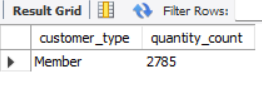 Result Grid Filter Rows:
customer_type quantity_count
Member 2785